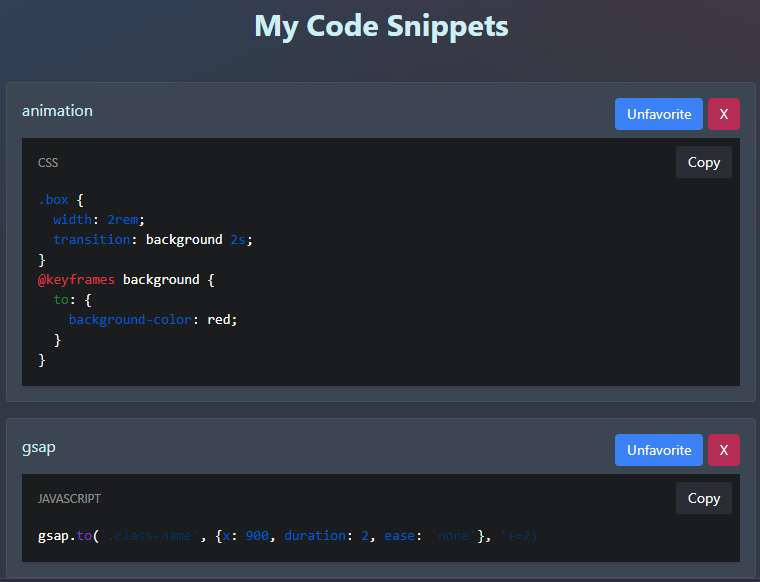 My Code Snippets
animation
Unfavorite X
CSS
Copy
.box {
  width: 2rem;
  transition: background 2s;
}
@keyframes background {
  to: {
    background-color: red;
  }
}
gsap
Unfavorite X
JAVASCRIPT
Copy
gsap.to('.class-name', {x: 900, duration: 2, ease: 'none'}, '+=2)